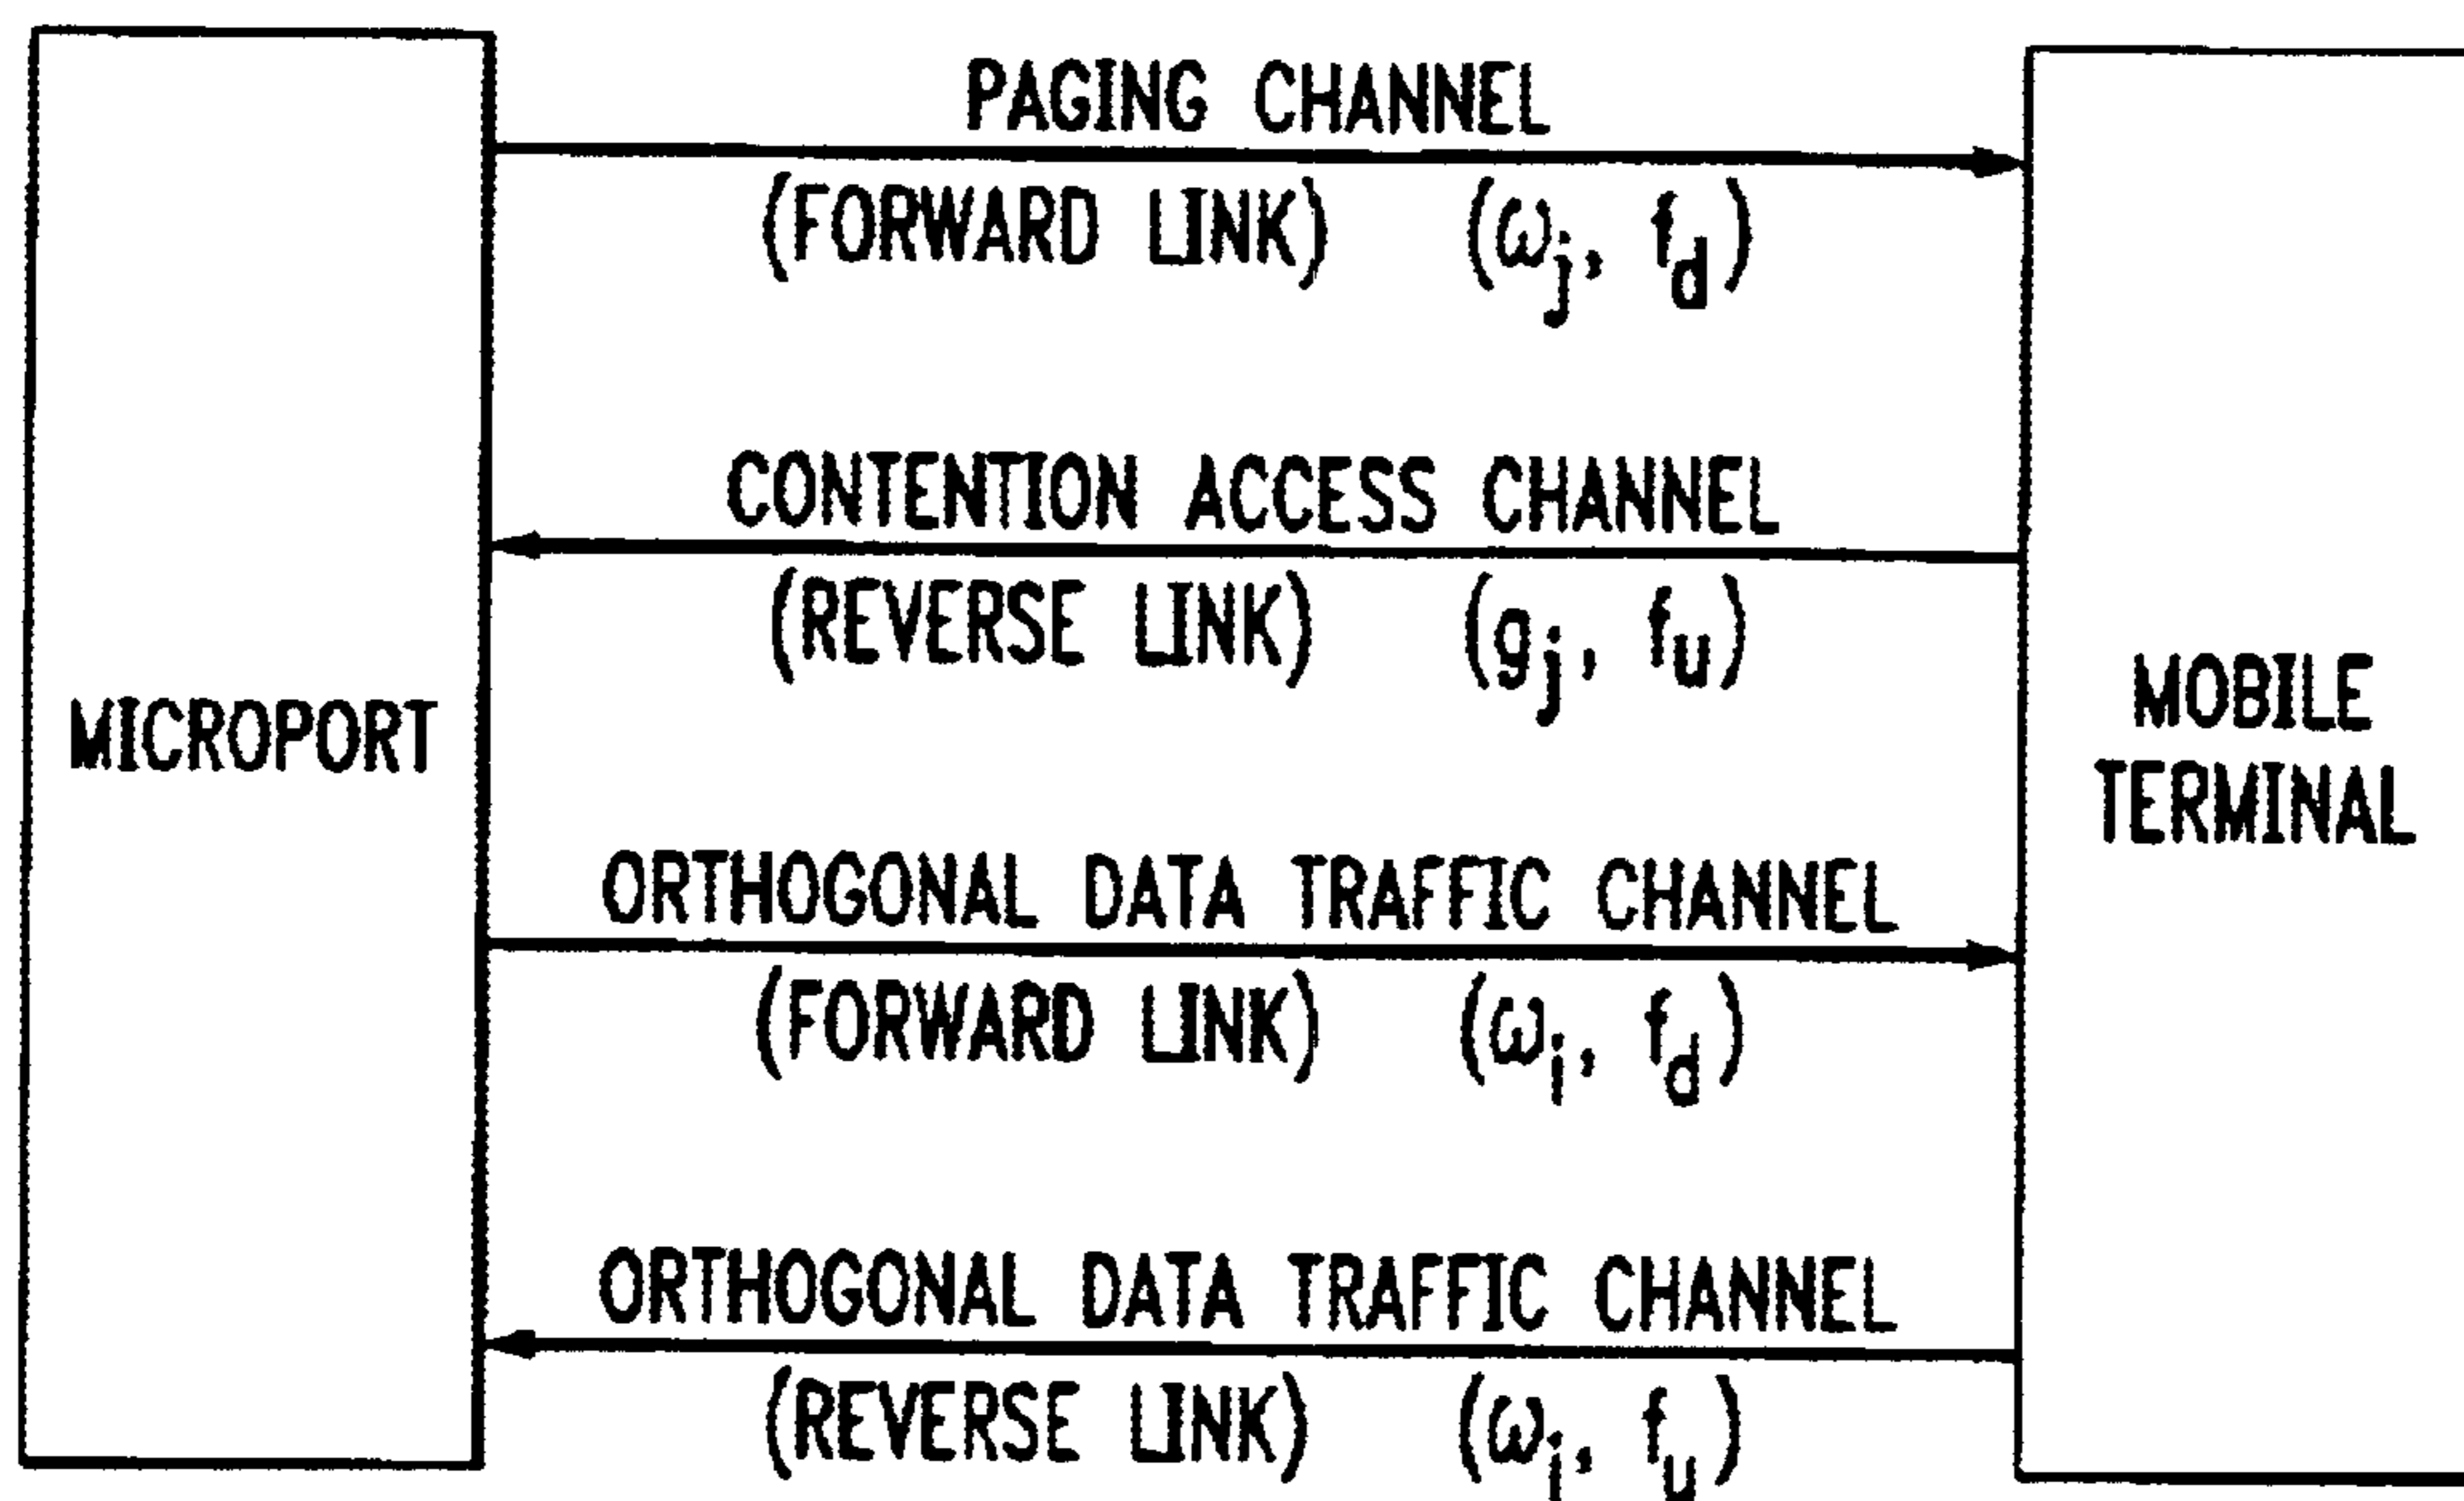 PAGING CHANNEL
(FORWARD LINK) (ωj, fd)
CONTENTION ACCESS CHANNEL
(REVERSE LINK) (gj, fu)
MICROPORT
MOBILE
TERMINAL
ORTHOGONAL DATA TRAFFIC CHANNEL
(FORWARD LINK) (ωi, fd)
ORTHOGONAL DATA TRAFFIC CHANNEL
(REVERSE LINK) (ωi, fu)